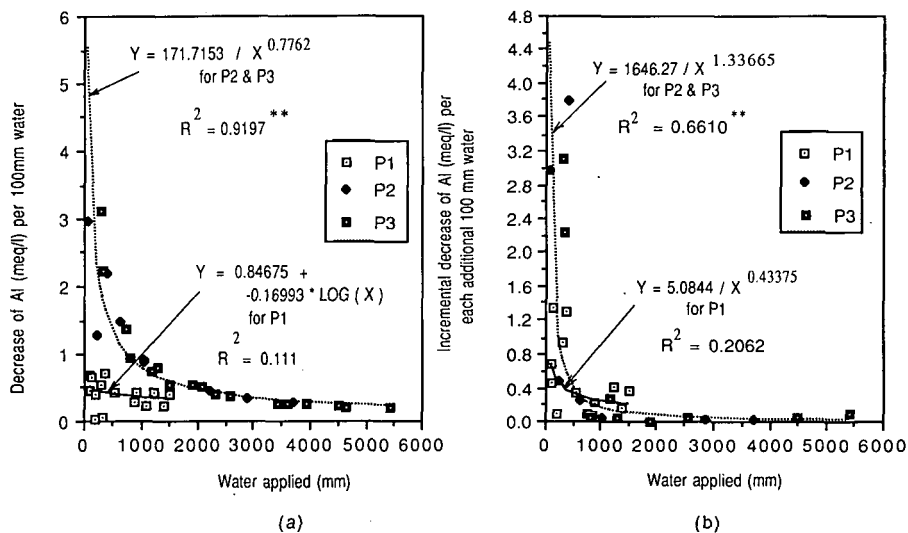 Decrease of Al (meq/l) per 100mm water
6
5
4
3
2
1
0
Y = 171.7153 / X^0.7762
for P2 & P3
R^2 = 0.9197 **
P1
P2
P3
Y = 0.84675 +
-0.16993 * LOG ( X )
for P1
R^2 = 0.111
0 1000 2000 3000 4000 5000 6000
Water applied (mm)
(a)
Incremental decrease of Al (meq/l) per
each additional 100 mm water
4.8
4.4
4.0
3.6
3.2
2.8
2.4
2.0
1.6
1.2
0.8
0.4
0.0
Y = 1646.27 / X^1.33665
for P2 & P3
R^2 = 0.6610 **
P1
P2
P3
Y = 5.0844 / X^0.43375
for P1
R^2 = 0.2062
0 1000 2000 3000 4000 5000 6000
Water applied (mm)
(b)